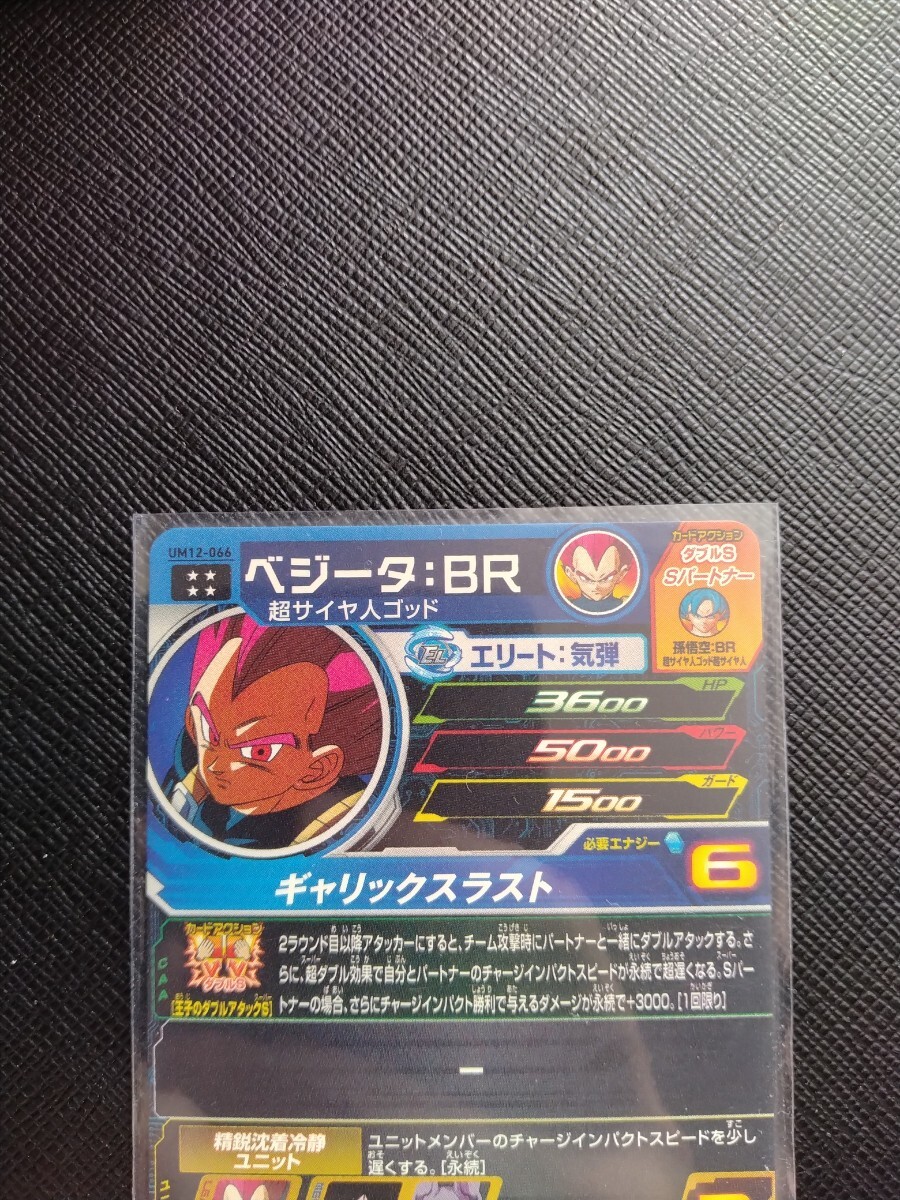 UM12-066
ベジータ:BR
超サイヤ人ゴッド
カードアクション
ダブルS
Sパートナー
孫悟空:BR
超サイヤ人ゴッド超サイヤ人
EL
エリート:気弾
HP
3600
パワー
5000
ガード
1500
必要エナジー
6
ギャリックスラスト
CAA
カードアクション
ダブルS
[王子のダブルアタックS]
2ラウンド目以降アタッカーにすると、チーム攻撃時にパートナーと一緒にダブルアタックする。さ
らに、超ダブル効果で自分とパートナーのチャージインパクトスピードが永続で超遅くなる。Sパー
トナーの場合、さらにチャージインパクト勝利で与えるダメージが永続で+3000。[1回限り]
ー
精鋭沈着冷静
ユニット
ユニットメンバーのチャージインパクトスピードを少し
遅くする。[永続]